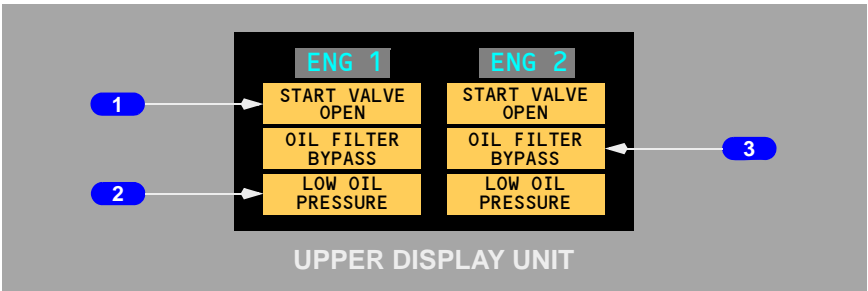 ENG 1 ENG 2
START VALVE START VALVE
OPEN OPEN
1
OIL FILTER OIL FILTER
BYPASS BYPASS
3
LOW OIL LOW OIL
PRESSURE PRESSURE
2
UPPER DISPLAY UNIT